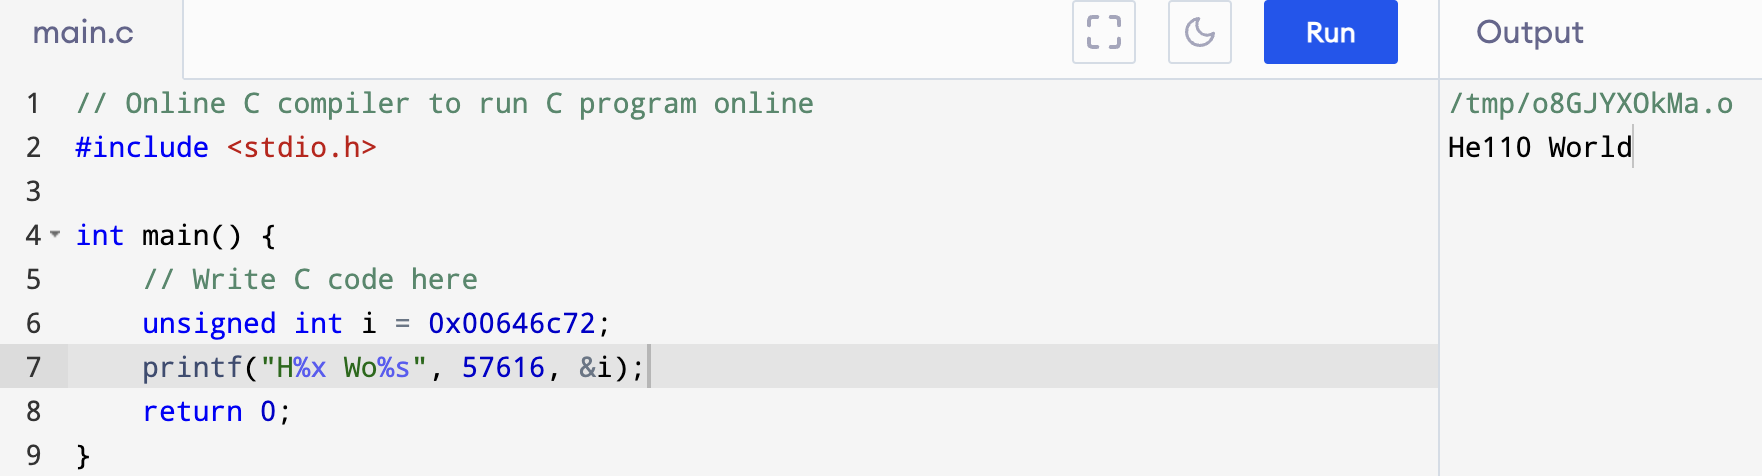 main.c
Run
Output
1 // Online C compiler to run C program online
2 #include <stdio.h>
3
4 int main() {
5 // Write C code here
6 unsigned int i = 0x00646c72;
7 printf("H%x Wo%s", 57616, &i);
8 return 0;
9 }
/tmp/o8GJYXOkMa.o
He110 World